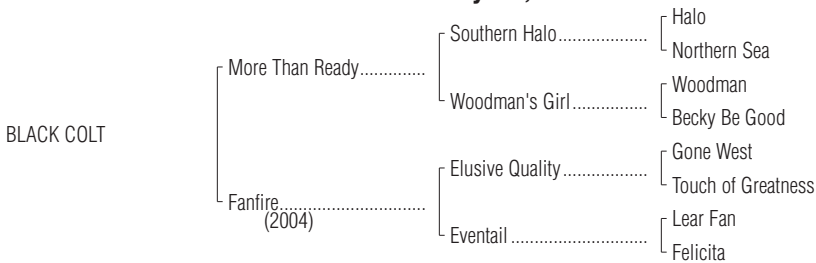 Halo
Southern Halo...................
Northern Sea
More Than Ready..............
Woodman
Woodman's Girl................
Becky Be Good
BLACK COLT
Gone West
Elusive Quality..................
Touch of Greatness
Fanfire...............................
(2004)
Lear Fan
Eventail .............................
Felicita